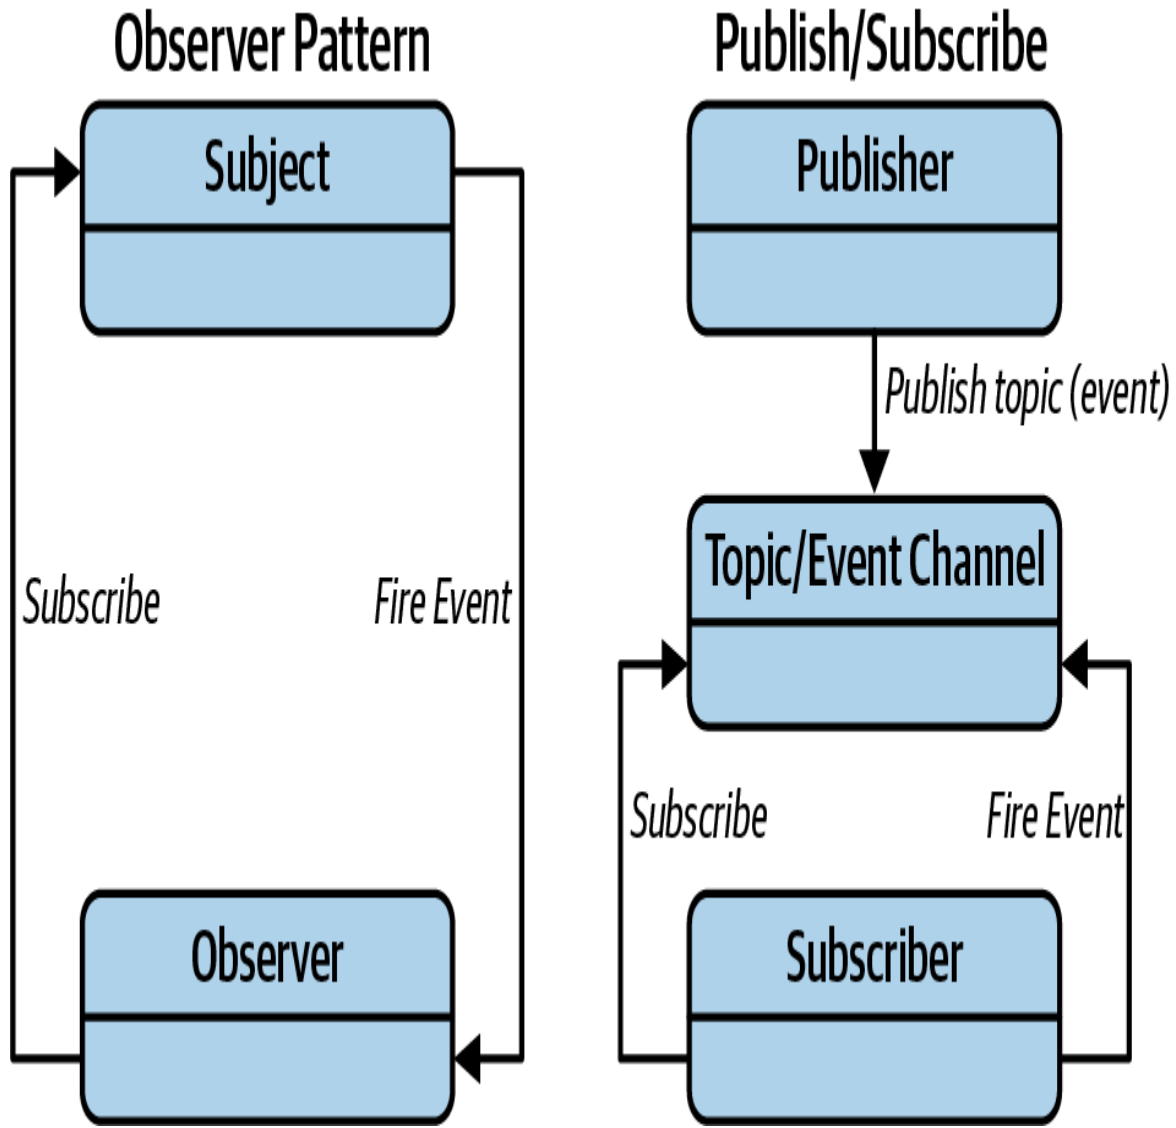 Observer Pattern
Subject
Subscribe
Fire Event
Observer
Publish/Subscribe
Publisher
Publish topic (event)
Topic/Event Channel
Subscribe
Fire Event
Subscriber